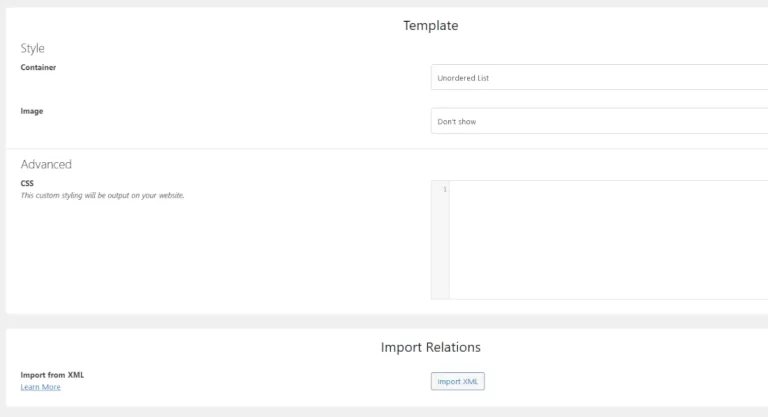 Template
Style
Container
Unordered List
Image
Don't show
Advanced
CSS
This custom styling will be output on your website.
1
Import Relations
Import from XML
Learn More
import XML